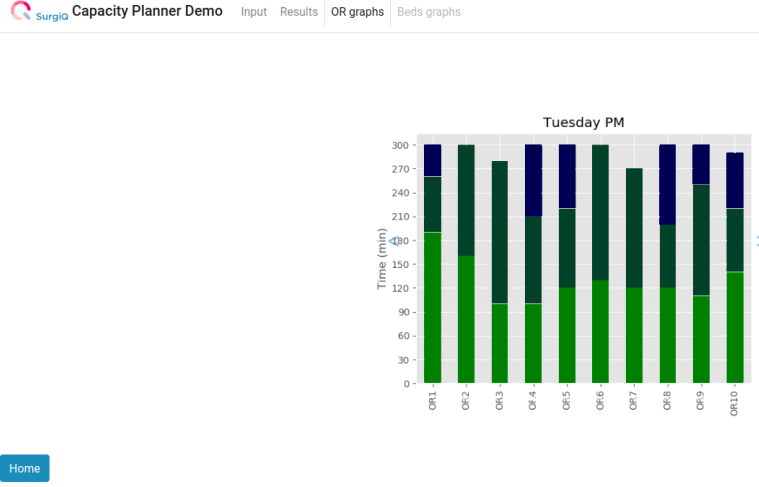 SurgiQ Capacity Planner Demo Input Results OR graphs Beds graphs
Tuesday PM
Time (min)
300
270
240
210
180
150
120
90
60
30
0
OR1 OR2 OR3 OR4 OR5 OR6 OR7 OR8 OR9 OR10
Home